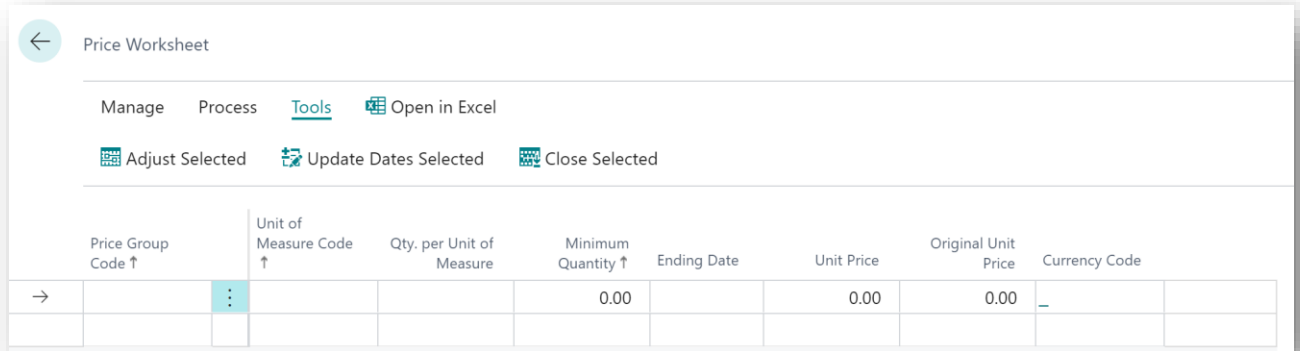 Price Worksheet
Manage Process Tools Open in Excel
Adjust Selected Update Dates Selected Close Selected
Price Group Code ↑
Unit of Measure Code ↑
Qty. per Unit of Measure
Minimum Quantity ↑
Ending Date
Unit Price
Original Unit Price
Currency Code
0.00 0.00 0.00 _